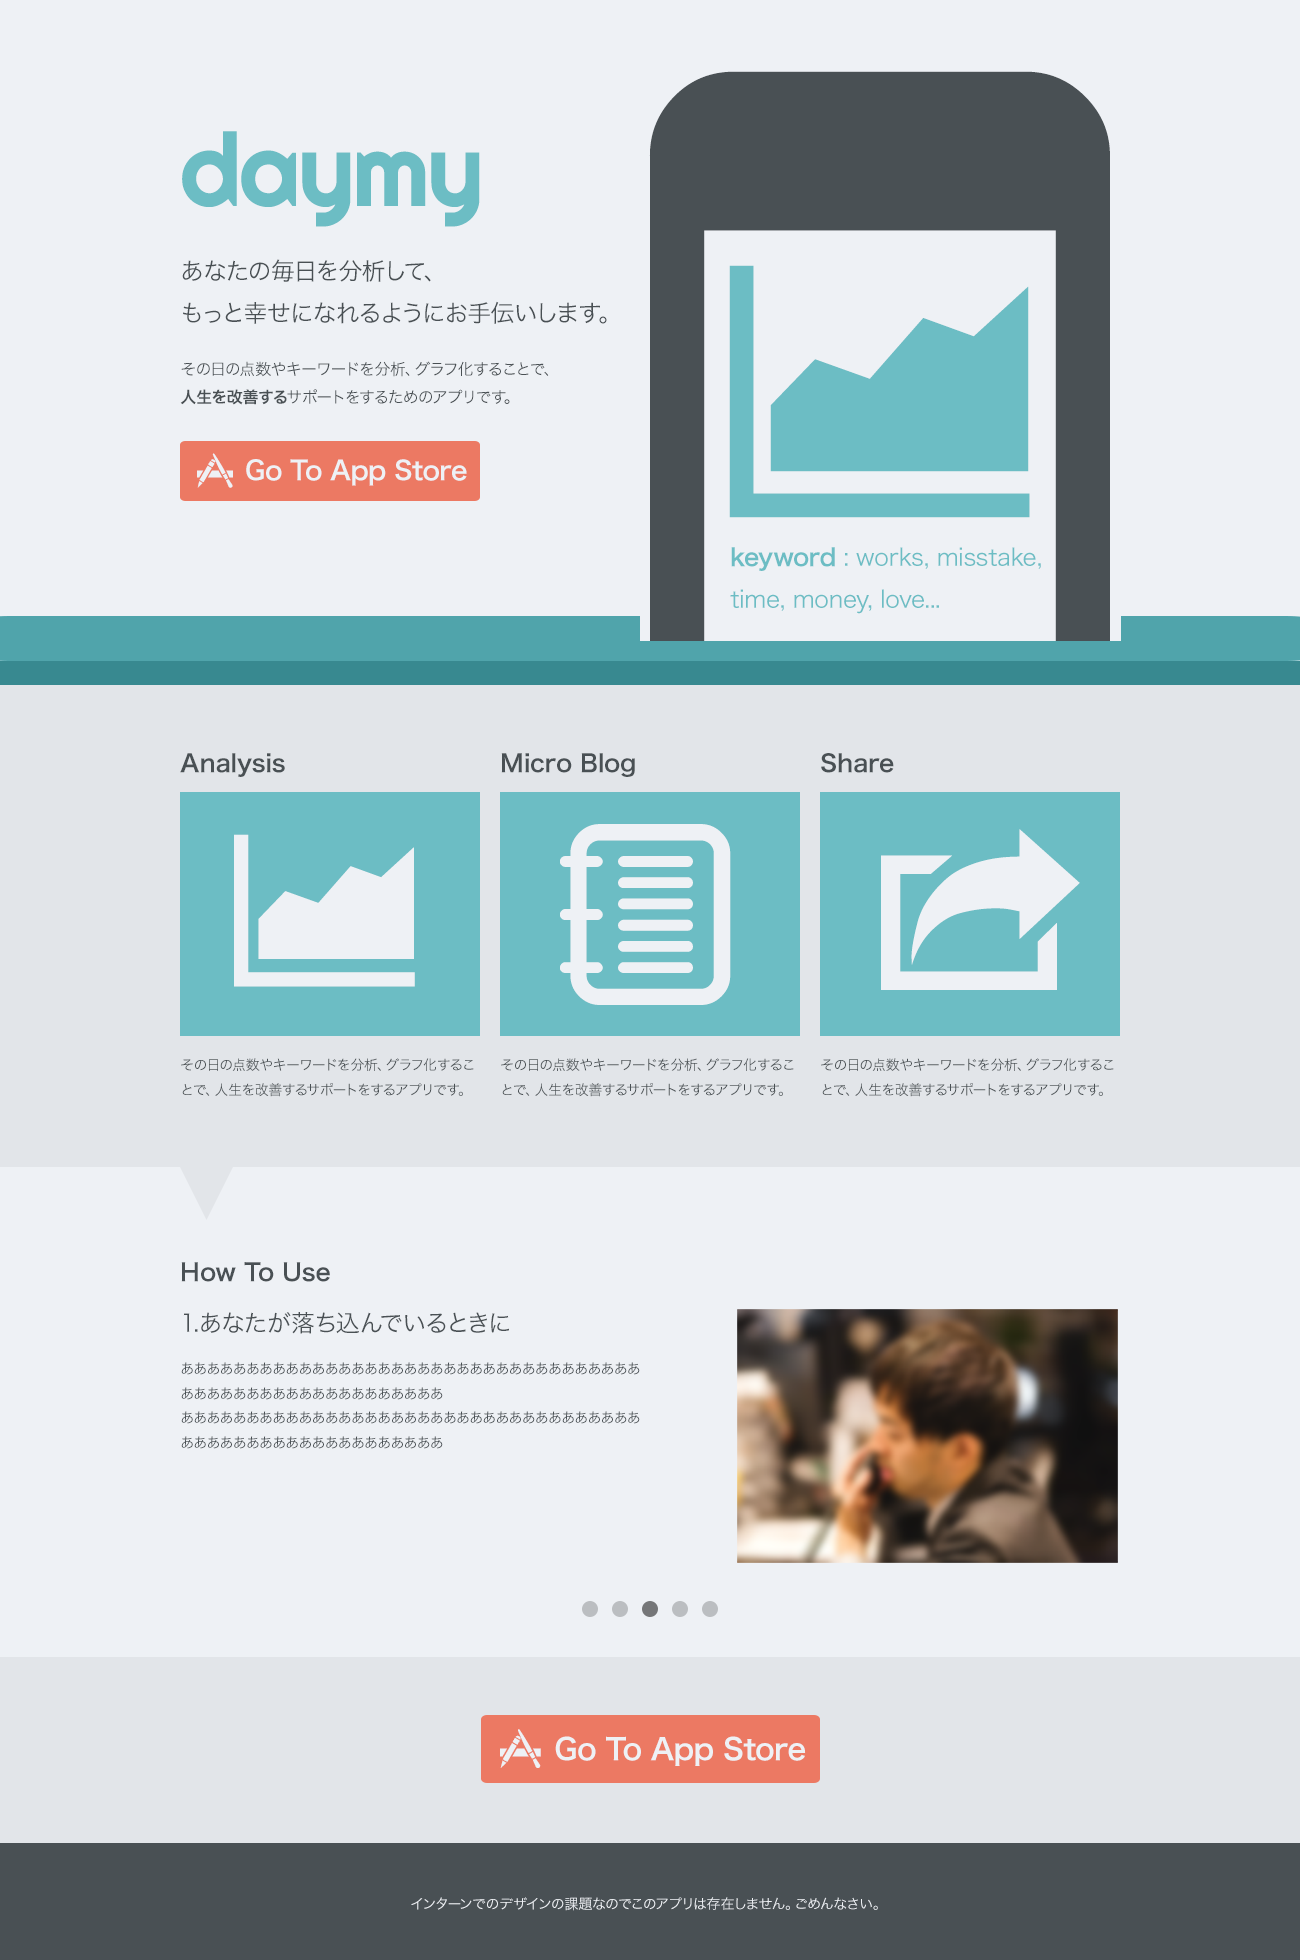 daymy
あなたの毎日を分析して、
もっと幸せになれるようにお手伝いします。
その日の点数やキーワードを分析、グラフ化することで、
人生を改善するサポートをするためのアプリです。
Go To App Store
keyword : works, misstake,
time, money, love...
Analysis
その日の点数やキーワードを分析、グラフ化するこ
とで、人生を改善するサポートをするアプリです。
Micro Blog
その日の点数やキーワードを分析、グラフ化するこ
とで、人生を改善するサポートをするアプリです。
Share
その日の点数やキーワードを分析、グラフ化するこ
とで、人生を改善するサポートをするアプリです。
How To Use
1.あなたが落ち込んでいるときに
あああああああああああああああああああああああああああああああああああ
ああああああああああああああああああああ
あああああああああああああああああああああああああああああああああああ
ああああああああああああああああああああ
Go To App Store
インターンでのデザインの課題なのでこのアプリは存在しません。ごめんなさい。